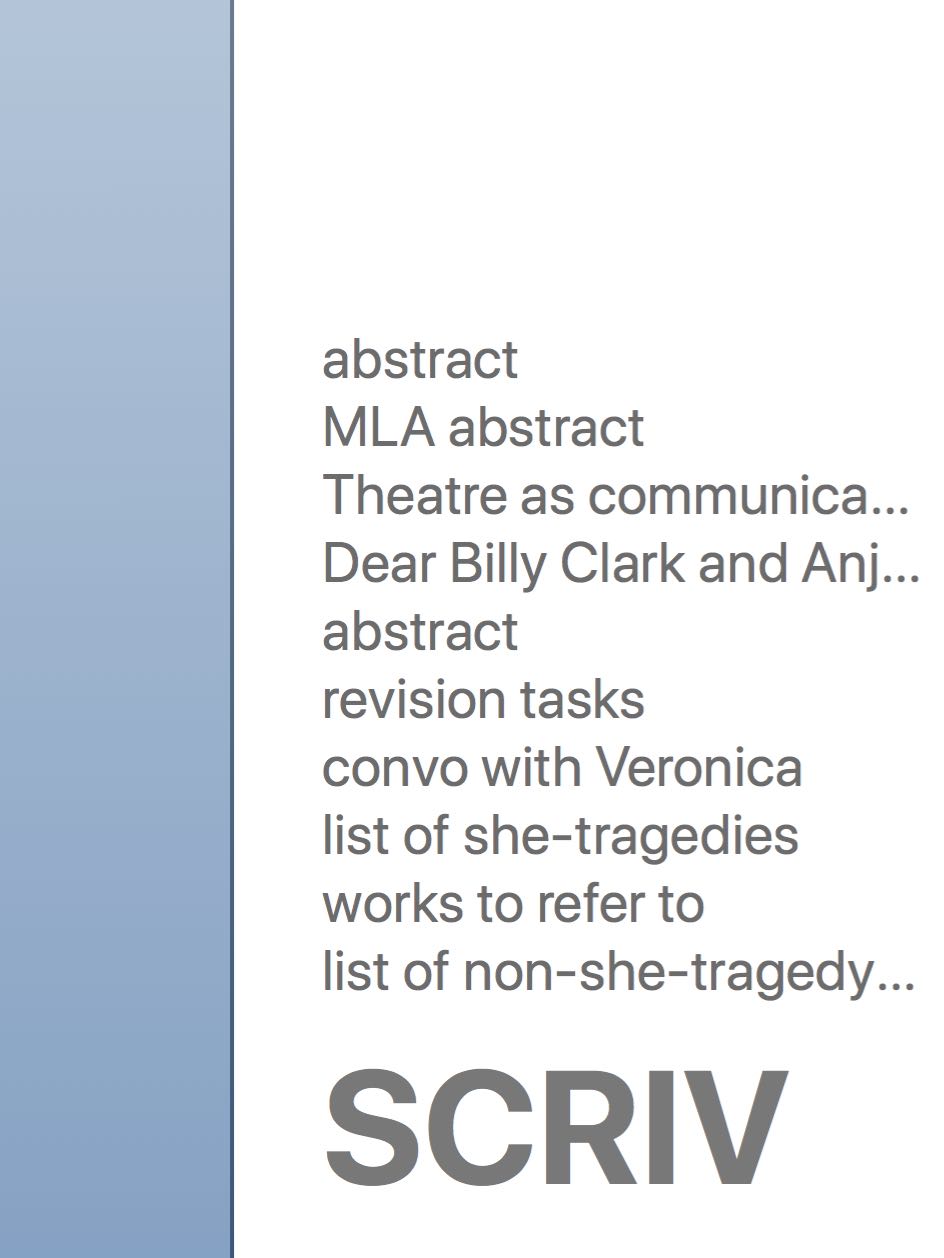 abstract
MLA abstract
Theatre as communica...
Dear Billy Clark and Anj...
abstract
revision tasks
convo with Veronica
list of she-tragedies
works to refer to
list of non-she-tragedy...
SCRIV